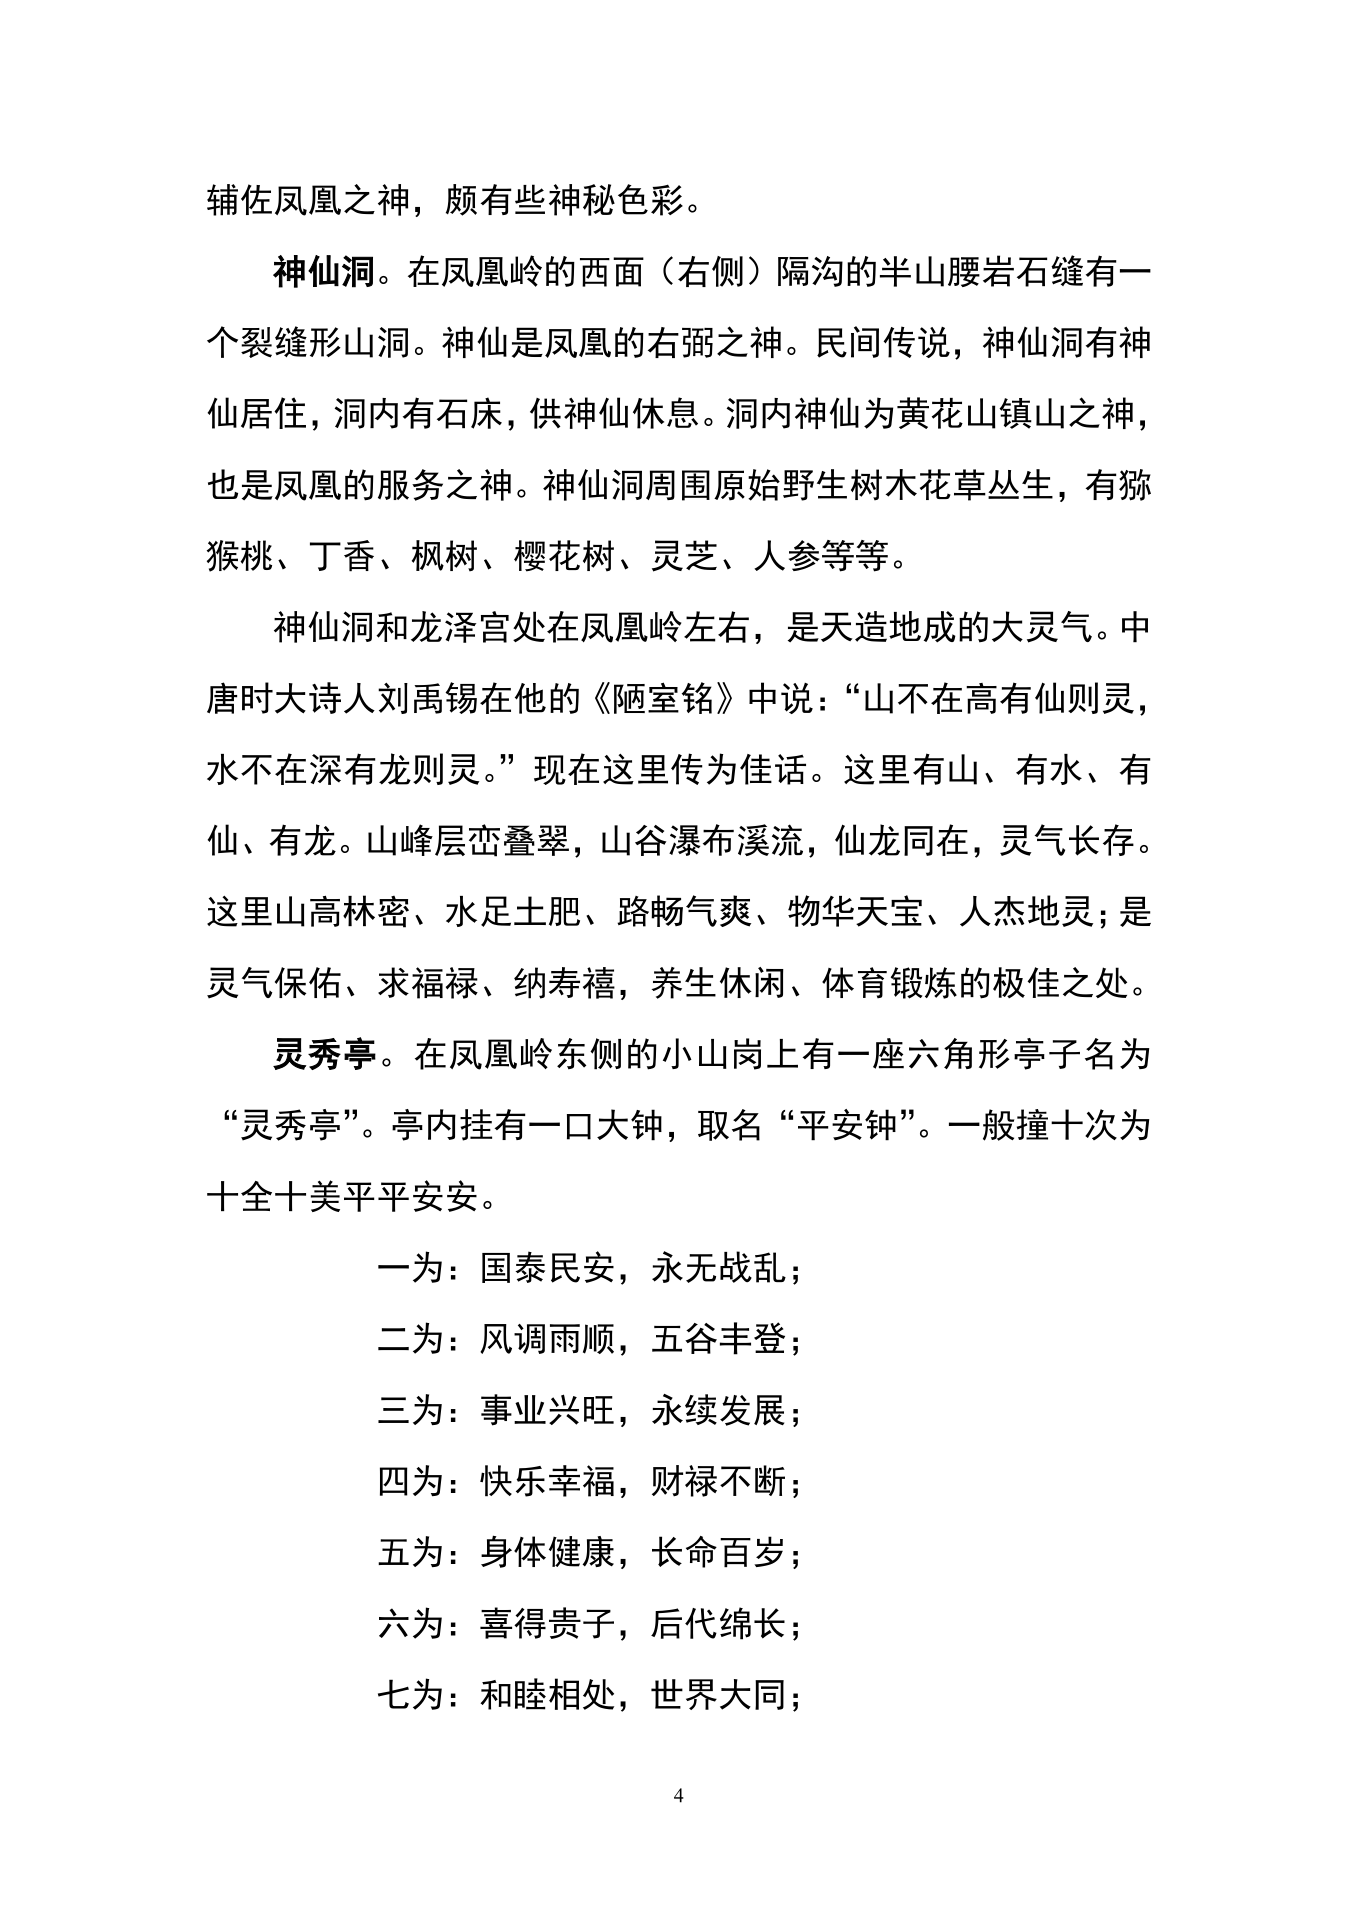 辅佐凤凰之神，颇有些神秘色彩。
神仙洞。在凤凰岭的西面（右侧）隔沟的半山腰岩石缝有一
个裂缝形山洞。神仙是凤凰的右弼之神。民间传说，神仙洞有神
仙居住，洞内有石床，供神仙休息。洞内神仙为黄花山镇山之神，
也是凤凰的服务之神。神仙洞周围原始野生树木花草丛生，有猕
猴桃、丁香、枫树、樱花树、灵芝、人参等等。
神仙洞和龙泽宫处在凤凰岭左右，是天造地成的大灵气。中
唐时大诗人刘禹锡在他的《陋室铭》中说：“山不在高有仙则灵，
水不在深有龙则灵。”现在这里传为佳话。这里有山、有水、有
仙、有龙。山峰层峦叠翠，山谷瀑布溪流，仙龙同在，灵气长存。
这里山高林密、水足土肥、路畅气爽、物华天宝、人杰地灵；是
灵气保佑、求福禄、纳寿禧，养生休闲、体育锻炼的极佳之处。
灵秀亭。在凤凰岭东侧的小山岗上有一座六角形亭子名为
“灵秀亭”。亭内挂有一口大钟，取名“平安钟”。一般撞十次为
十全十美平平安安。
一为：国泰民安，永无战乱；
二为：风调雨顺，五谷丰登；
三为：事业兴旺，永续发展；
四为：快乐幸福，财禄不断；
五为：身体健康，长命百岁；
六为：喜得贵子，后代绵长；
七为：和睦相处，世界大同；
4